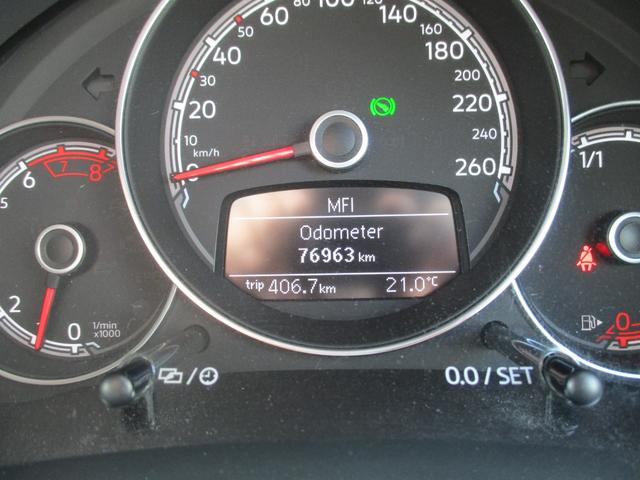 80 100 120
60 140
50 160
40 180
30 200
20 220
10 240
km/h
0 260
MFI
Odometer
76963 km
trip 406.7 km 21.0°C
5 6 7 8
2 0
1/min
x1000
1/1
0
0.0 / SET